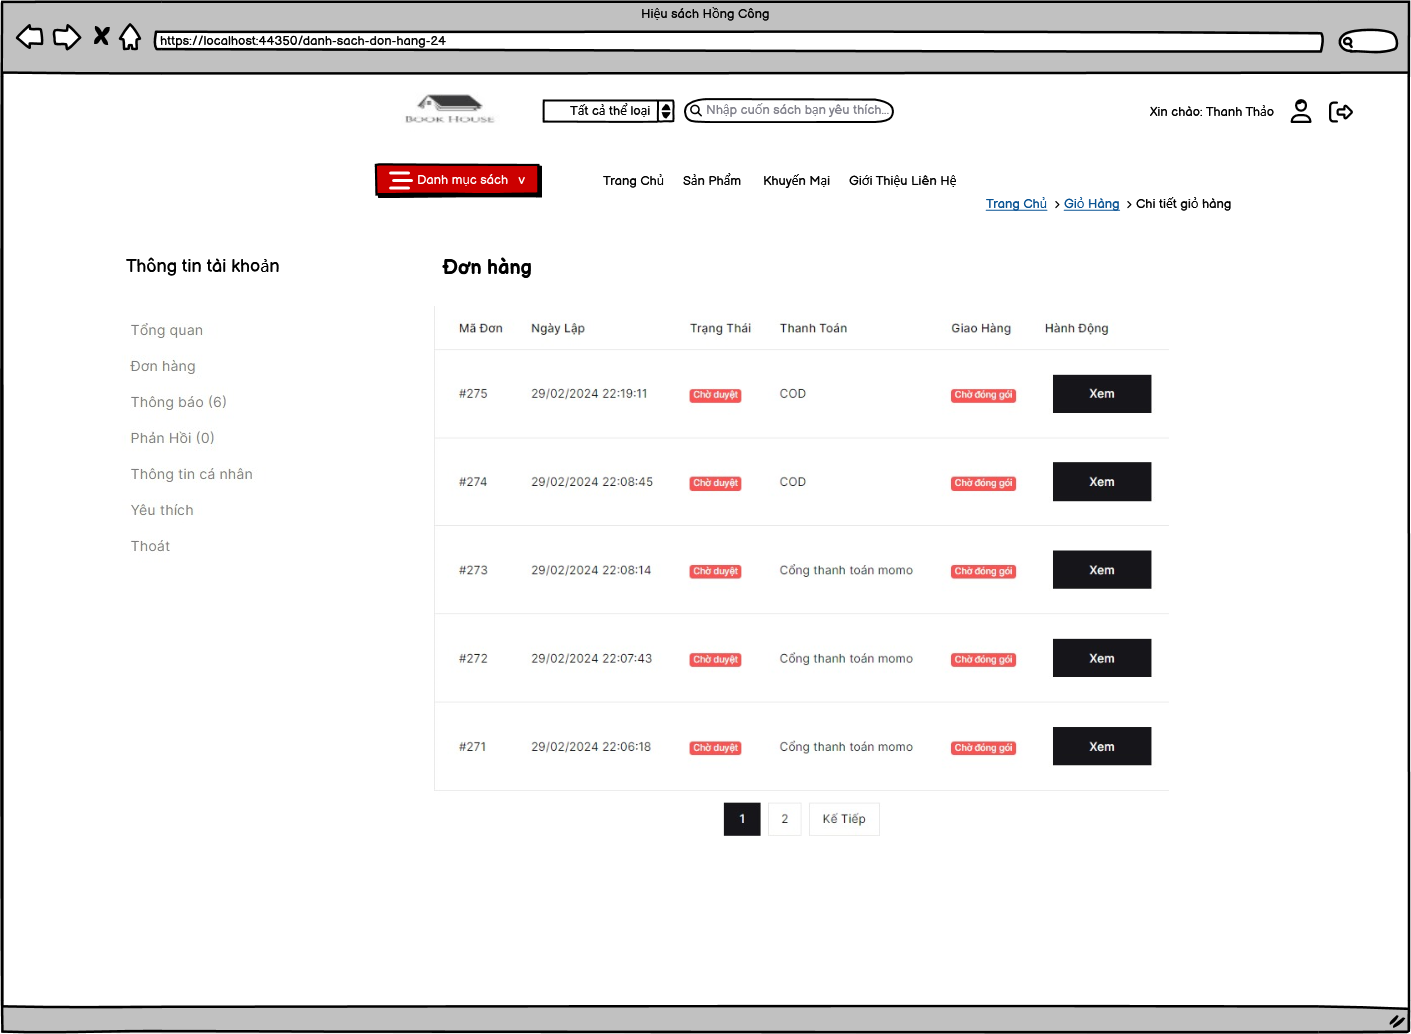 Hiệu sách Hồng Công
https://localhost:44350/danh-sach-don-hang-24
BOOK HOUSE
Tất cả thể loại
Nhập cuốn sách bạn yêu thích...
Xin chào: Thanh Thảo
Danh mục sách v
Trang Chủ Sản Phẩm Khuyến Mại Giới Thiệu Liên Hệ
Trang Chủ > Giỏ Hàng > Chi tiết giỏ hàng
Thông tin tài khoản
Tổng quan
Đơn hàng
Thông báo (6)
Phản Hồi (0)
Thông tin cá nhân
Yêu thích
Thoát
Đơn hàng
Mã Đơn Ngày Lập Trạng Thái Thanh Toán Giao Hàng Hành Động
#275 29/02/2024 22:19:11 Chờ duyệt COD Chờ đóng gói Xem
#274 29/02/2024 22:08:45 Chờ duyệt COD Chờ đóng gói Xem
#273 29/02/2024 22:08:14 Chờ duyệt Cổng thanh toán momo Chờ đóng gói Xem
#272 29/02/2024 22:07:43 Chờ duyệt Cổng thanh toán momo Chờ đóng gói Xem
#271 29/02/2024 22:06:18 Chờ duyệt Cổng thanh toán momo Chờ đóng gói Xem
1 2 Kế Tiếp